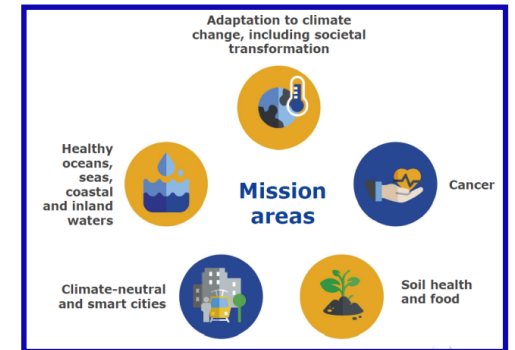 Adaptation to climate
change, including societal
transformation
Healthy
oceans,
seas,
coastal
and inland
waters
Mission
areas
Cancer
Climate-neutral
and smart cities
Soil health
and food